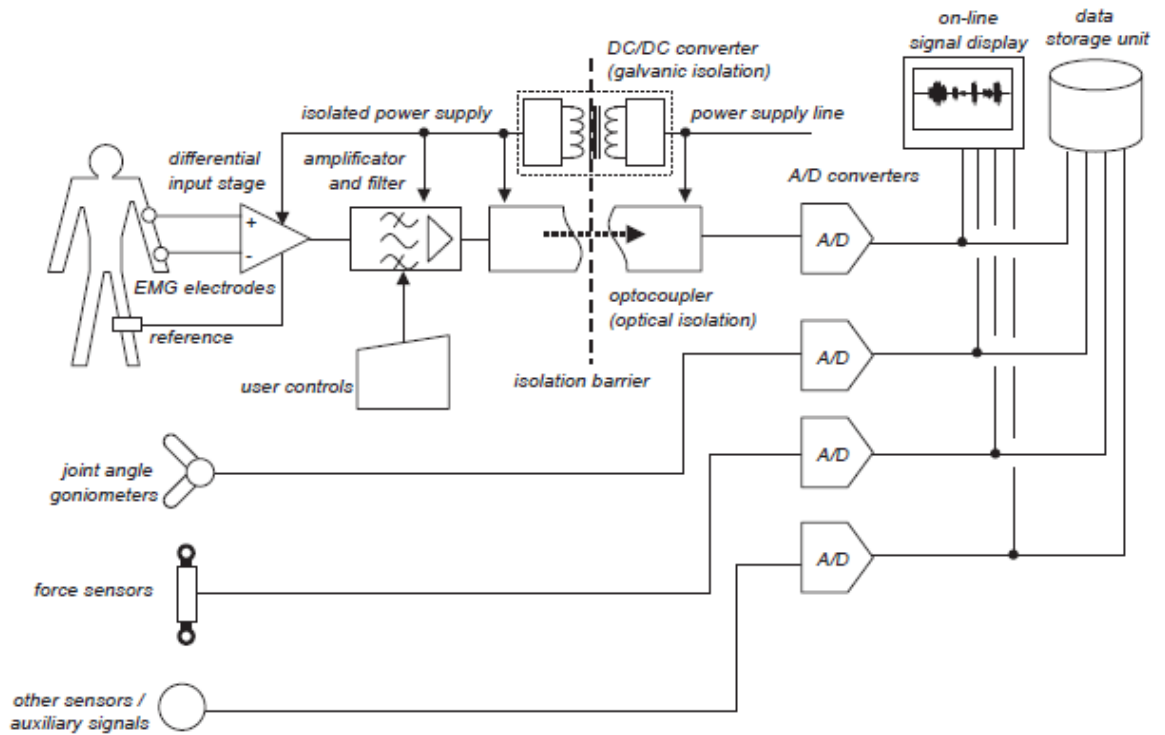 on-line
signal display
data
storage unit
DC/DC converter
(galvanic isolation)
isolated power supply
power supply line
differential
input stage
amplificator
and filter
A/D converters
+
-
A/D
EMG electrodes
reference
optocoupler
(optical isolation)
user controls
isolation barrier
A/D
joint angle
goniometers
A/D
force sensors
A/D
other sensors /
auxiliary signals